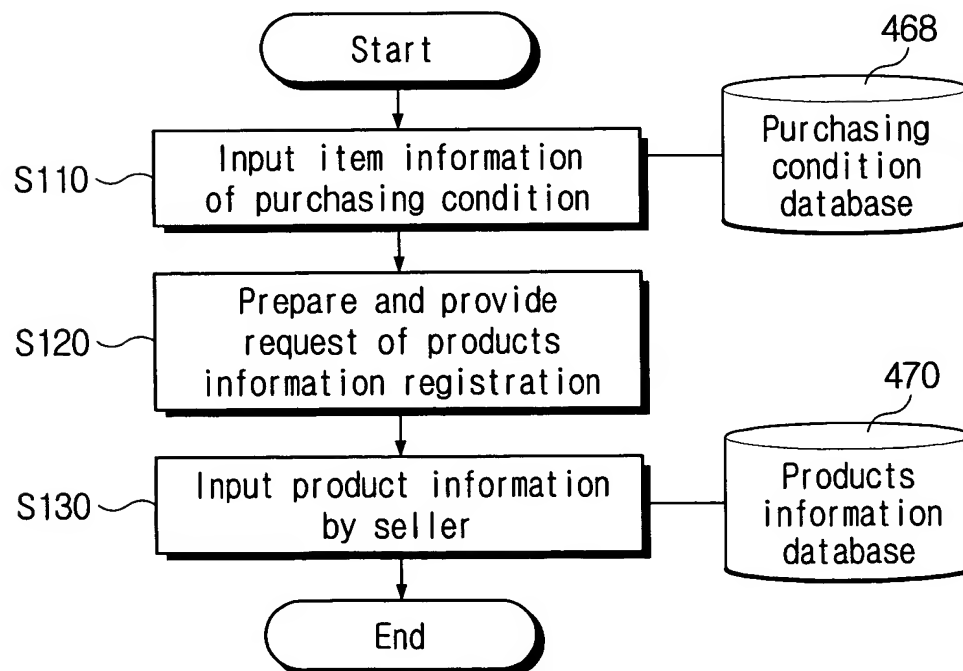 Start
468
Purchasing
condition
database
S110
Input item information
of purchasing condition
S120
Prepare and provide
request of products
information registration
470
Products
information
database
S130
Input product information
by seller
End